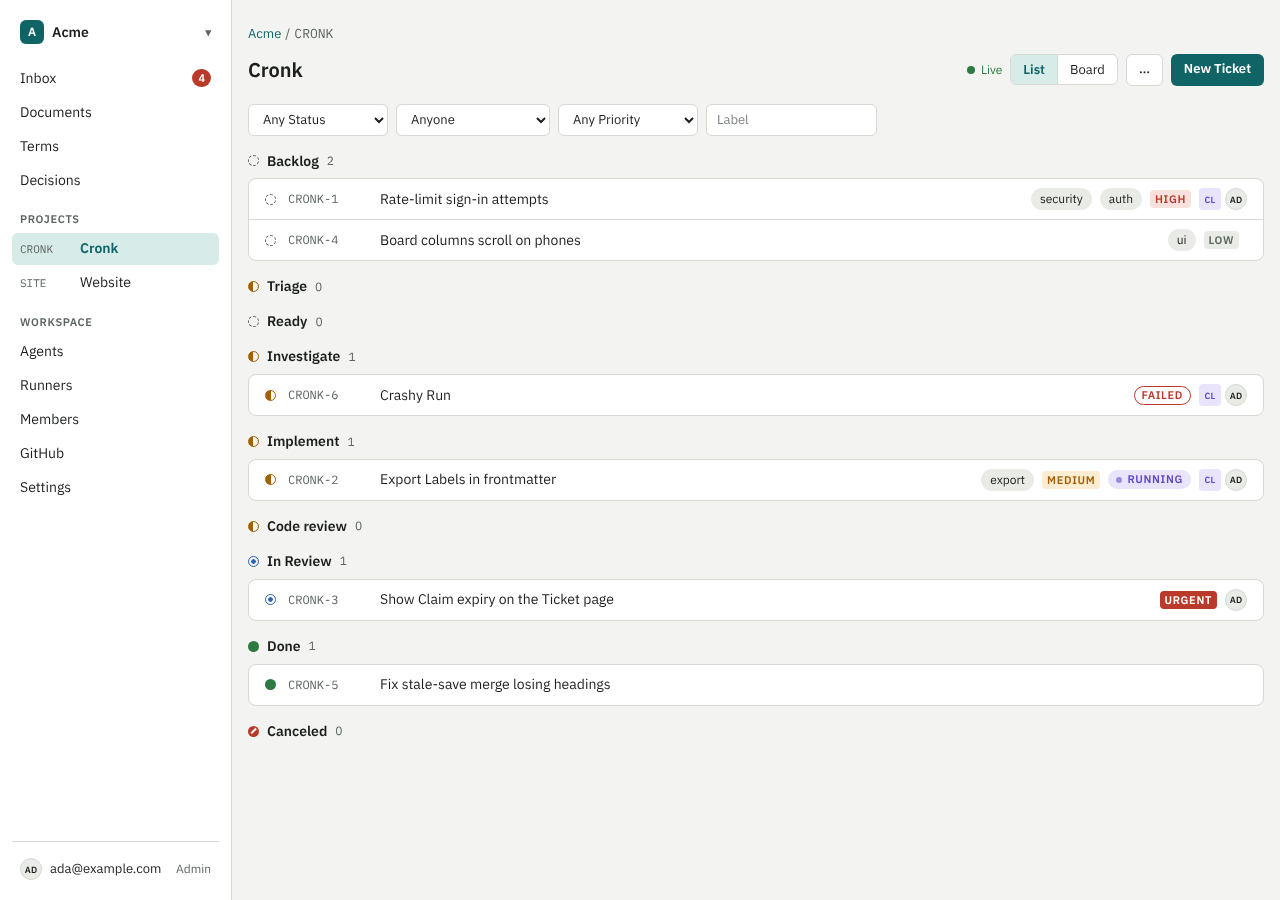 A Acme ▾
Inbox 4
Documents
Terms
Decisions
PROJECTS
CRONK Cronk
SITE Website
WORKSPACE
Agents
Runners
Members
GitHub
Settings
AD ada@example.com Admin
Acme / CRONK
Cronk
Live List Board ... New Ticket
Any Status Anyone Any Priority Label
Backlog 2
CRONK-1 Rate-limit sign-in attempts security auth HIGH CL AD
CRONK-4 Board columns scroll on phones ui LOW
Triage 0
Ready 0
Investigate 1
CRONK-6 Crashy Run FAILED CL AD
Implement 1
CRONK-2 Export Labels in frontmatter export MEDIUM RUNNING CL AD
Code review 0
In Review 1
CRONK-3 Show Claim expiry on the Ticket page URGENT AD
Done 1
CRONK-5 Fix stale-save merge losing headings
Canceled 0